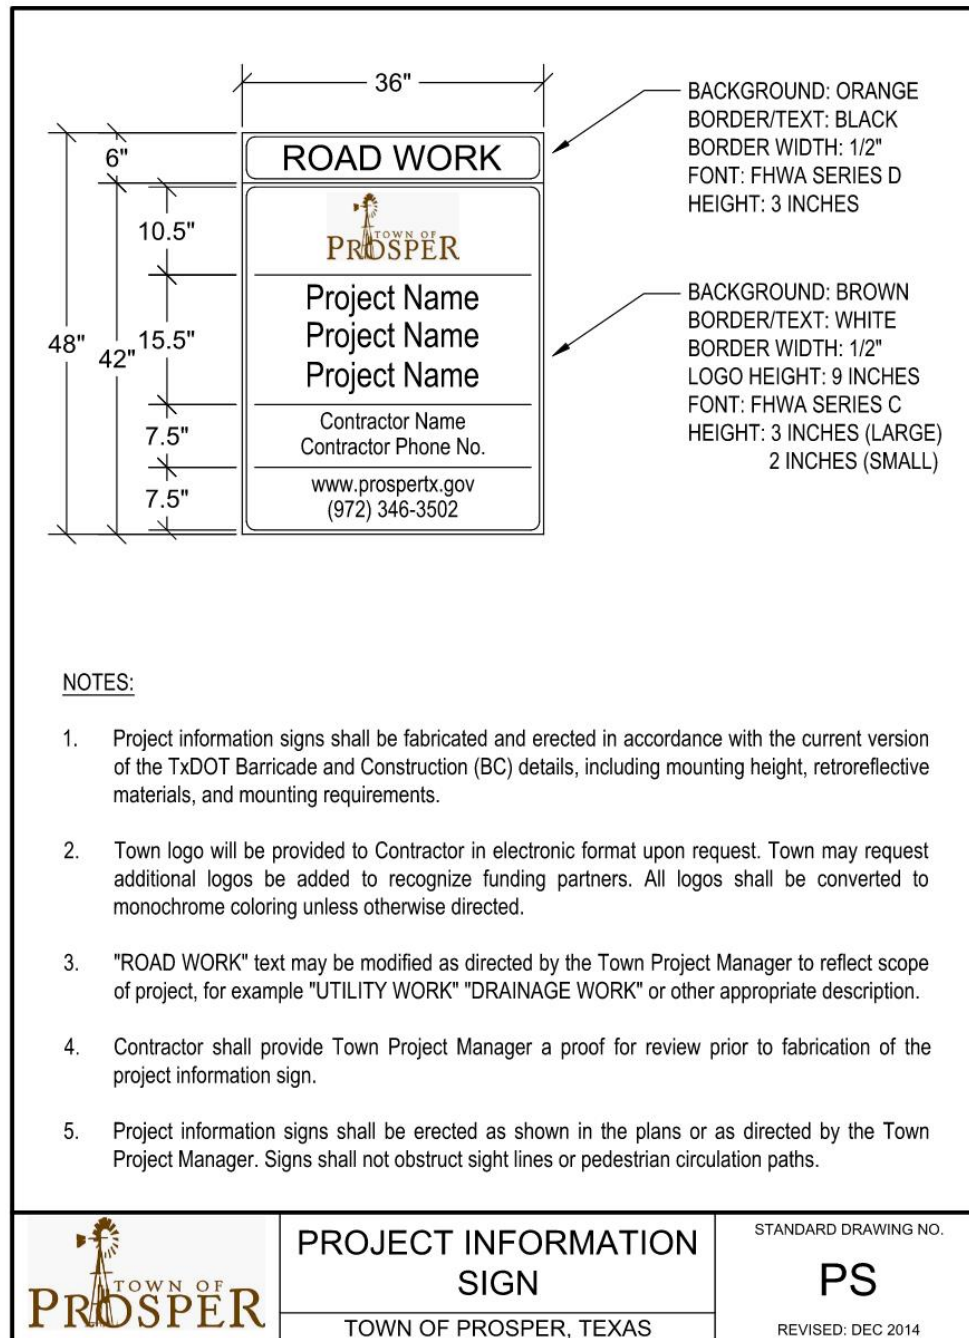 36"
6"
10.5"
15.5"
48"
42"
7.5"
7.5"
ROAD WORK
TOWN OF
PROSPER
Project Name
Project Name
Project Name
Contractor Name
Contractor Phone No.
www.prospertx.gov
(972) 346-3502
BACKGROUND: ORANGE
BORDER/TEXT: BLACK
BORDER WIDTH: 1/2"
FONT: FHWA SERIES D
HEIGHT: 3 INCHES
BACKGROUND: BROWN
BORDER/TEXT: WHITE
BORDER WIDTH: 1/2"
LOGO HEIGHT: 9 INCHES
FONT: FHWA SERIES C
HEIGHT: 3 INCHES (LARGE)
2 INCHES (SMALL)
NOTES:
1. Project information signs shall be fabricated and erected in accordance with the current version
of the TxDOT Barricade and Construction (BC) details, including mounting height, retroreflective
materials, and mounting requirements.
2. Town logo will be provided to Contractor in electronic format upon request. Town may request
additional logos be added to recognize funding partners. All logos shall be converted to
monochrome coloring unless otherwise directed.
3. "ROAD WORK" text may be modified as directed by the Town Project Manager to reflect scope
of project, for example "UTILITY WORK" "DRAINAGE WORK" or other appropriate description.
4. Contractor shall provide Town Project Manager a proof for review prior to fabrication of the
project information sign.
5. Project information signs shall be erected as shown in the plans or as directed by the Town
Project Manager. Signs shall not obstruct sight lines or pedestrian circulation paths.
TOWN OF
PROSPER
PROJECT INFORMATION
SIGN
TOWN OF PROSPER, TEXAS
STANDARD DRAWING NO.
PS
REVISED: DEC 2014